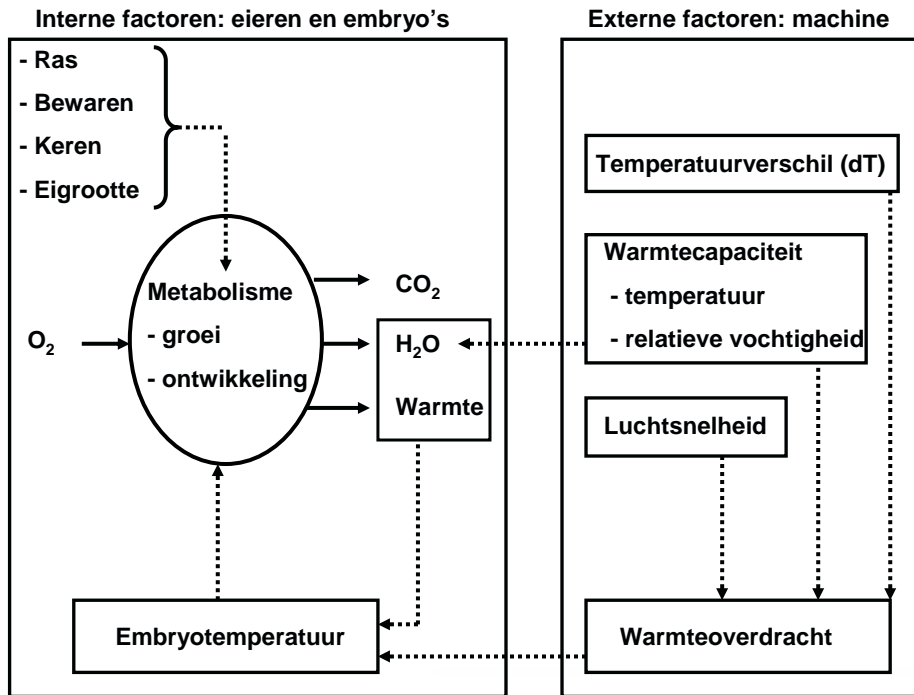 Interne factoren: eieren en embryo’s
- Ras
- Bewaren
- Keren
- Eigrootte
Metabolisme
- groei
- ontwikkeling
O₂
CO₂
H₂O
Warmte
Embryotemperatuur
Externe factoren: machine
Temperatuurverschil (dT)
Warmtecapaciteit
- temperatuur
- relatieve vochtigheid
Luchtsnelheid
Warmteoverdracht